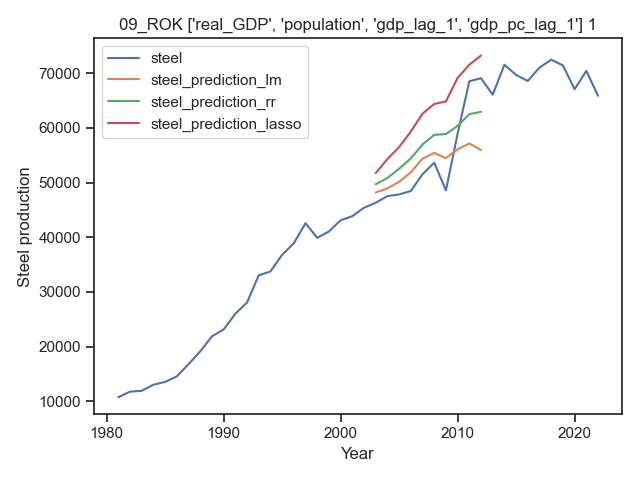 09_ROK ['real_GDP', 'population', 'gdp_lag_1', 'gdp_pc_lag_1'] 1
steel
steel_prediction_lm
steel_prediction_rr
steel_prediction_lasso
Steel production
70000
60000
50000
40000
30000
20000
10000
1980 1990 2000 2010 2020
Year